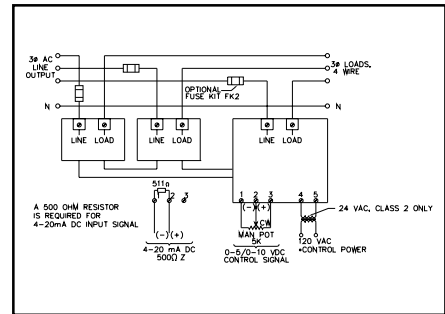 3ø AC
LINE
OUTPUT
N
3ø LOADS,
4 WIRE
N
OPTIONAL
FUSE KIT FK2
LINE LOAD
LINE LOAD
LINE LOAD
A 500 OHM RESISTOR
IS REQUIRED FOR
4-20mA DC INPUT SIGNAL
511Ω
2 3
(-) (+)
4-20 mA DC
500Ω Z
1 2 3 4 5
(-) (+)
CW
MAN POT
5K
0-5/0-10 VDC
CONTROL SIGNAL
24 VAC, CLASS 2 ONLY
120 VAC
•CONTROL POWER